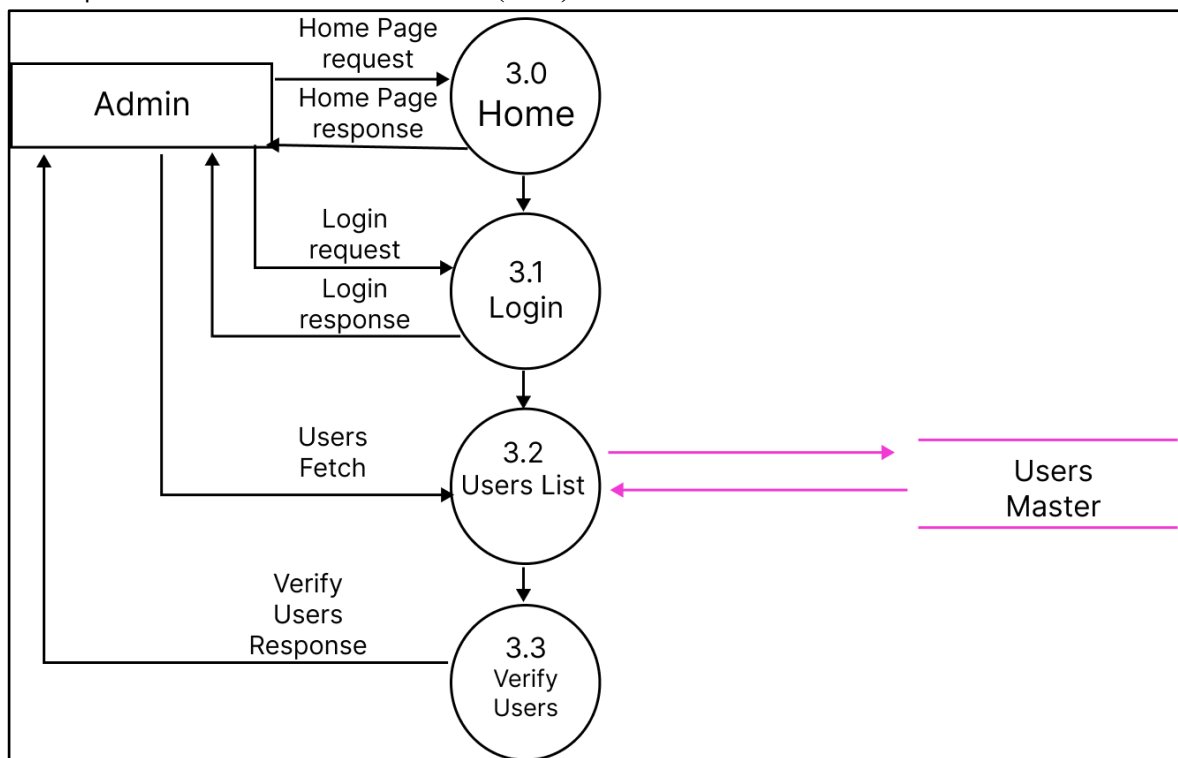 Home Page
request
3.0
Home
Admin
Home Page
response
Login
request
3.1
Login
Login
response
Users
Fetch
3.2
Users List
Users
Master
Verify
Users
Response
3.3
Verify
Users